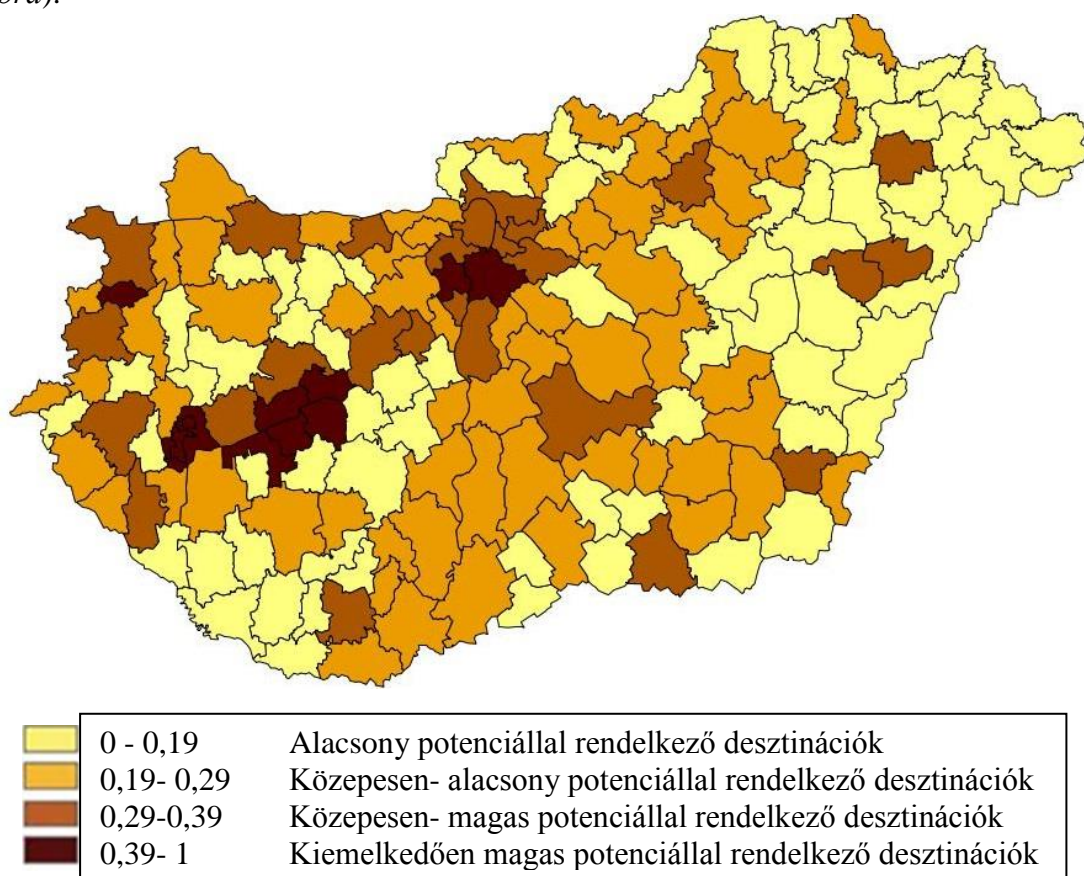 ora).
0 - 0,19 Alacsony potenciállal rendelkező desztinációk
0,19- 0,29 Közepesen- alacsony potenciállal rendelkező desztinációk
0,29-0,39 Közepesen- magas potenciállal rendelkező desztinációk
0,39- 1 Kiemelkedően magas potenciállal rendelkező desztinációk